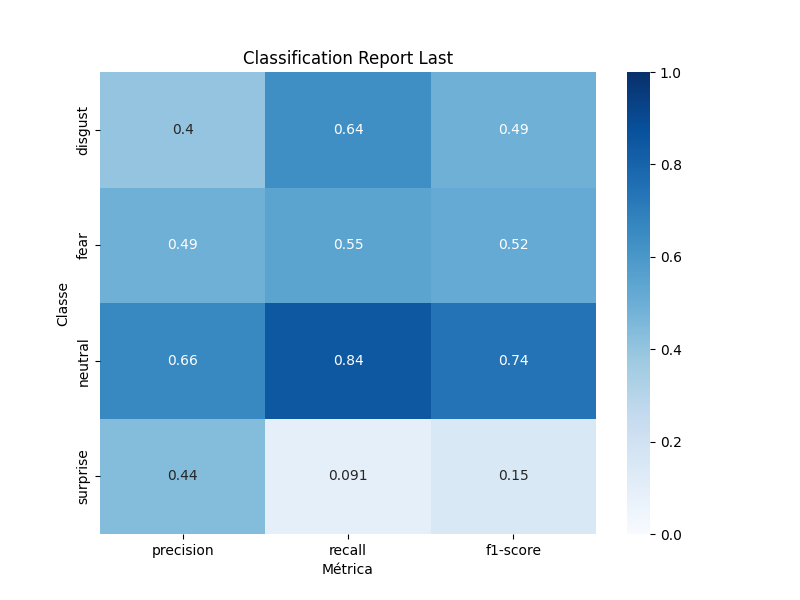 Classification Report Last
Classe
disgust
0.4
0.64
0.49
fear
0.49
0.55
0.52
neutral
0.66
0.84
0.74
surprise
0.44
0.091
0.15
precision
recall
f1-score
Métrica
1.0
0.8
0.6
0.4
0.2
0.0